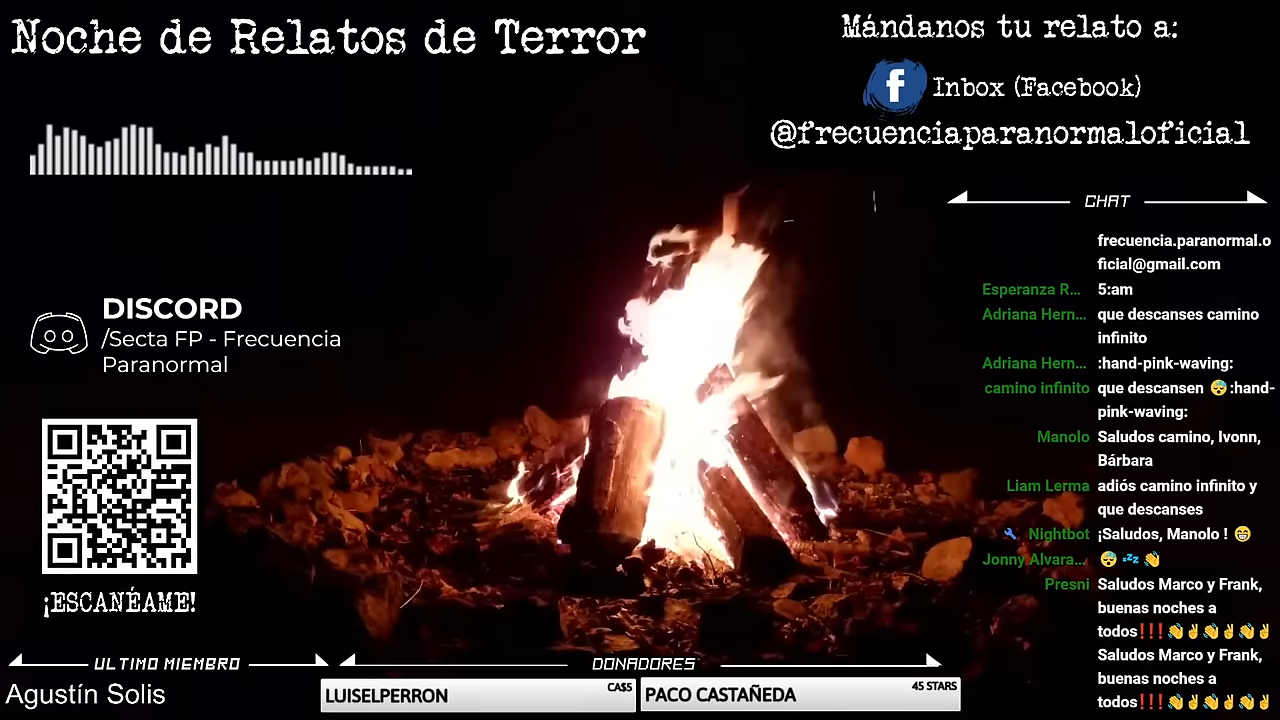 Noche de Relatos de Terror
Mándanos tu relato a:
Inbox (Facebook)
@frecuenciaparanormaloficial
CHAT
frecuencia.paranormal.o
ficial@gmail.com
Esperanza R... 5:am
Adriana Hern... que descanses camino
infinito
Adriana Hern... :hand-pink-waving:
camino infinito que descansen 😴:hand-
pink-waving:
Manolo Saludos camino, Ivonn,
Bárbara
Liam Lerma adiós camino infinito y
que descanses
Nightbot ¡Saludos, Manolo ! 😁
Jonny Alvara... 😴 💤 👋
Presni Saludos Marco y Frank,
buenas noches a
todos❗❗❗👋✌👋✌👋✌
Saludos Marco y Frank,
buenas noches a
todos❗❗❗👋✌👋✌👋✌
DISCORD
/Secta FP - Frecuencia
Paranormal
¡ESCANÉAME!
ULTIMO MIEMBRO
Agustín Solis
DONADORES
LUISELPERRON CA$5
PACO CASTAÑEDA 45 STARS